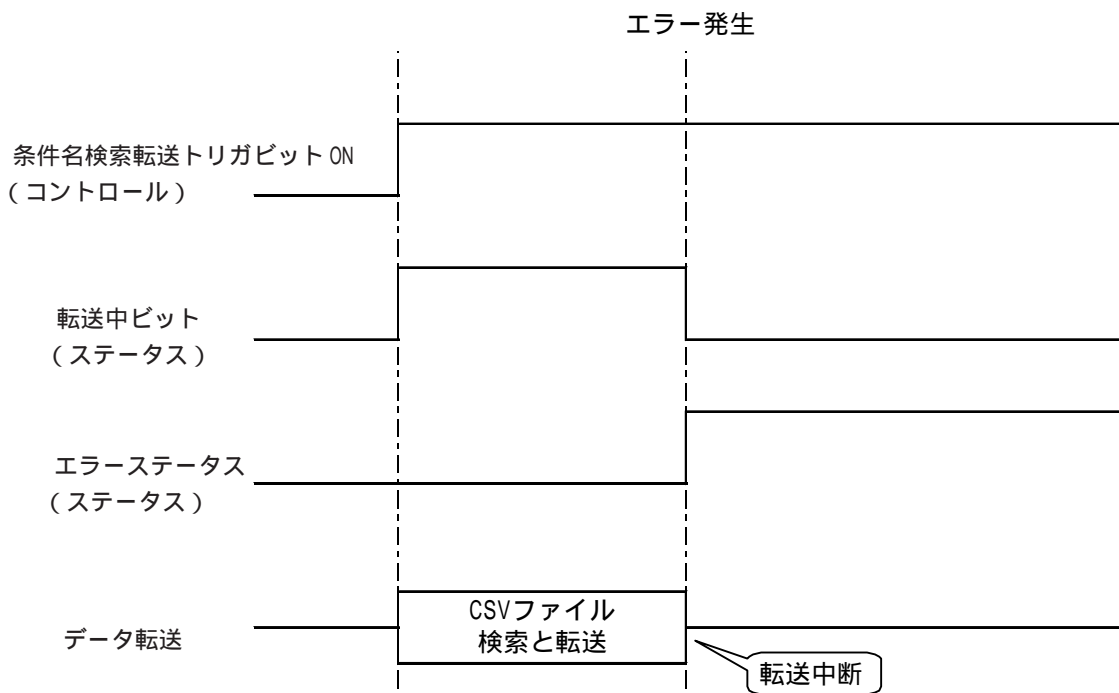 エラー発生
条件名検索転送トリガビット ON
(コントロール)
転送中ビット
(ステータス)
エラーステータス
(ステータス)
CSVファイル
検索と転送
データ転送
転送中断